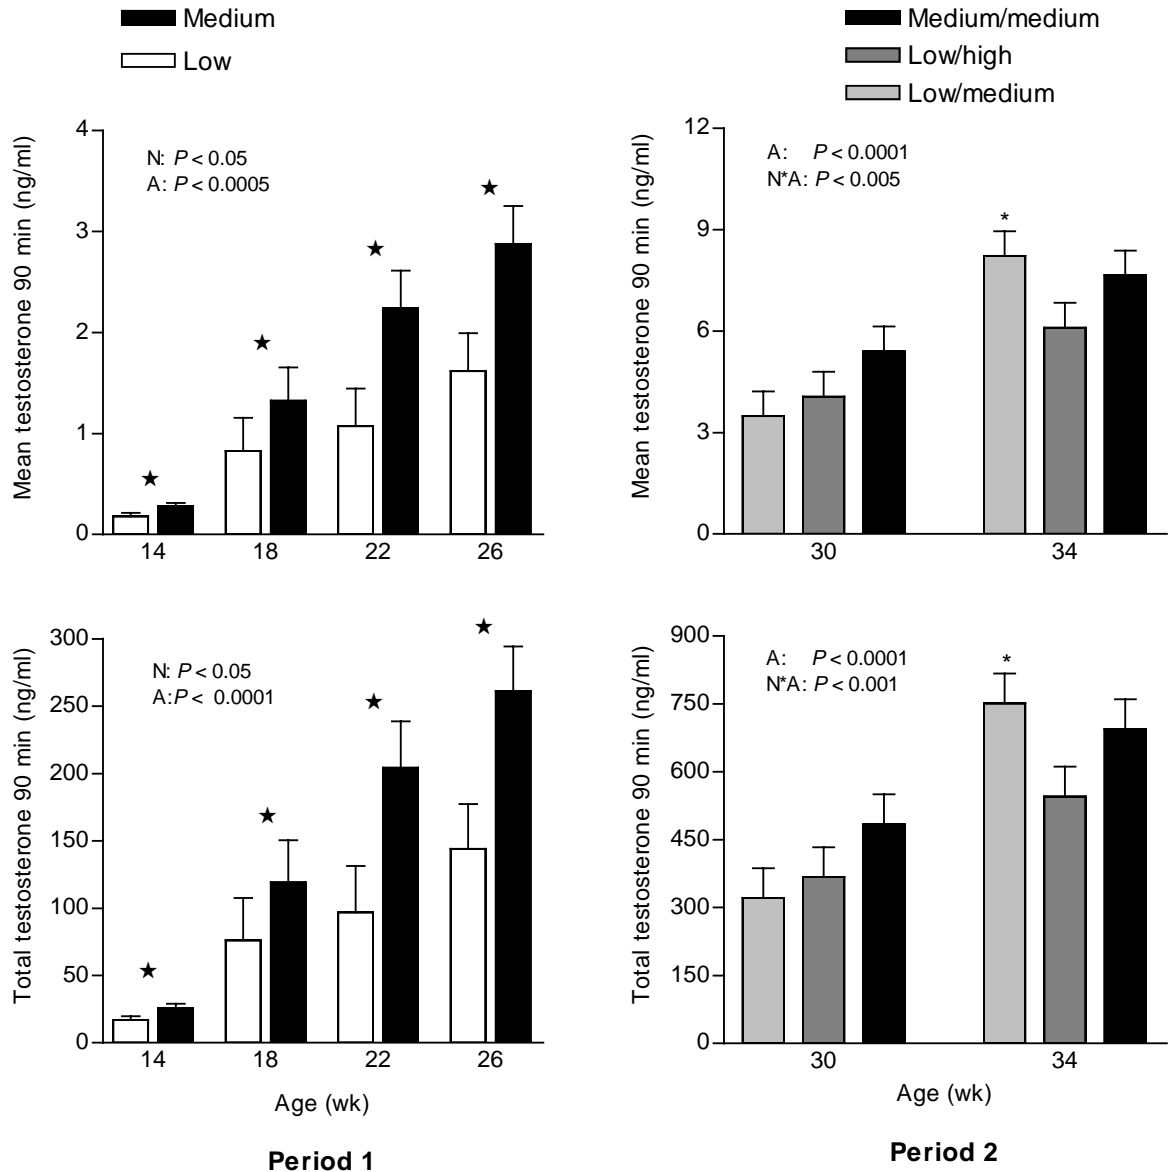 Medium
Low
Medium/medium
Low/high
Low/medium
Mean testosterone 90 min (ng/ml)
4
3
2
1
0
N: P < 0.05
A: P < 0.0005
★
★
★
★
14 18 22 26
Mean testosterone 90 min (ng/ml)
12
9
6
3
0
A: P < 0.0001
N*A: P < 0.005
*
30 34
Total testosterone 90 min (ng/ml)
300
250
200
150
100
50
0
N: P < 0.05
A:P < 0.0001
★
★
★
★
14 18 22 26
Age (wk)
Period 1
Total testosterone 90 min (ng/ml)
900
750
600
450
300
150
0
A: P < 0.0001
N*A: P < 0.001
*
30 34
Age (wk)
Period 2